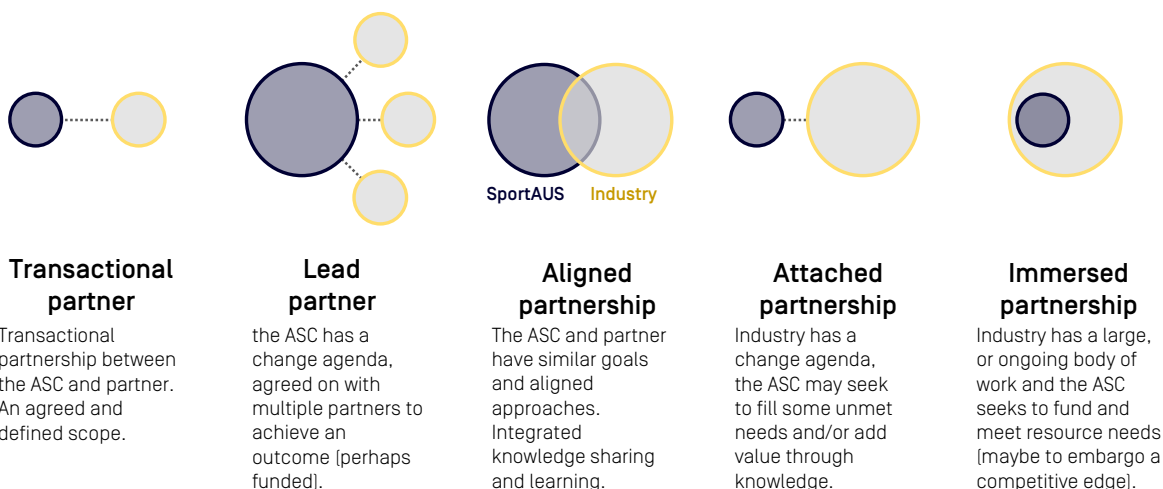 SportAUS Industry
Transactional
partner
Transactional
partnership between
the ASC and partner.
An agreed and
defined scope.
Lead
partner
the ASC has a
change agenda,
agreed on with
multiple partners to
achieve an
outcome (perhaps
funded).
Aligned
partnership
The ASC and partner
have similar goals
and aligned
approaches.
Integrated
knowledge sharing
and learning.
Attached
partnership
Industry has a
change agenda,
the ASC may seek
to fill some unmet
needs and/or add
value through
knowledge.
Immersed
partnership
Industry has a large,
or ongoing body of
work and the ASC
seeks to fund and
meet resource needs
(maybe to embargo a
competitive edge).